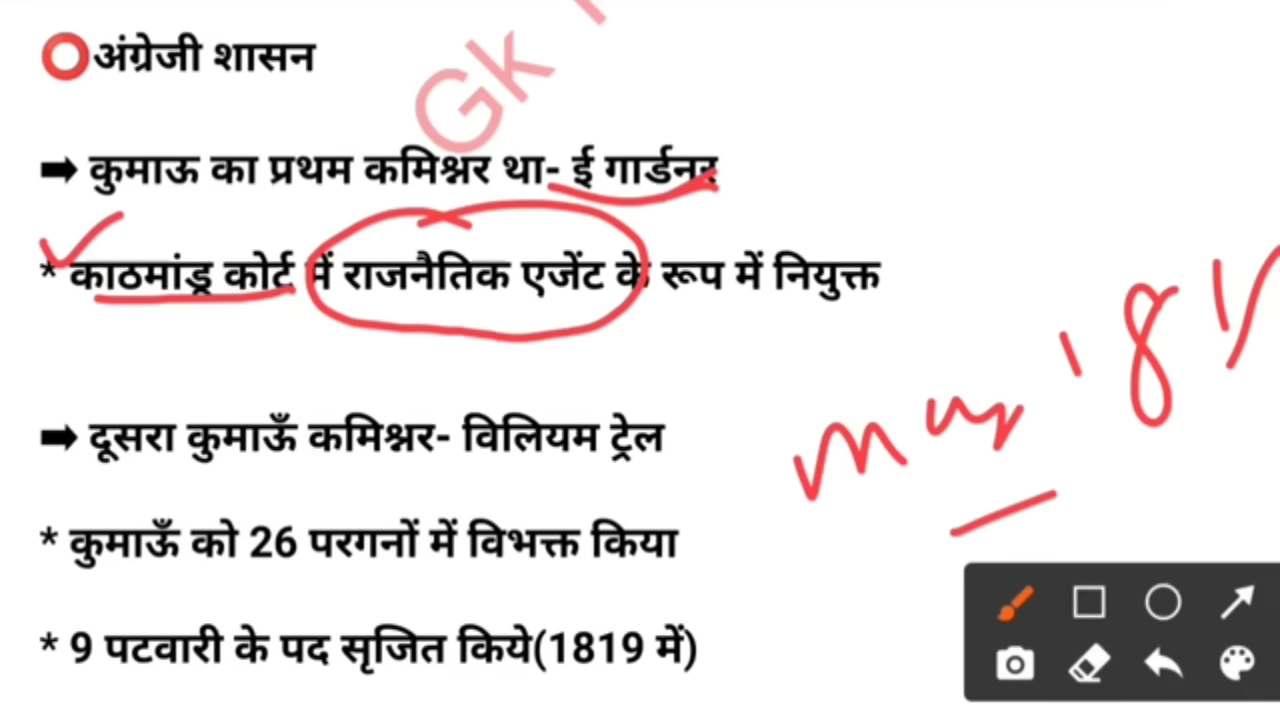 अंग्रेजी शासन
Gk
➡ कुमाऊ का प्रथम कमिश्नर था- ई गार्डनर
* काठमांडू कोर्ट में राजनैतिक एजेंट के रूप में नियुक्त
➡ दूसरा कुमाऊँ कमिश्नर- विलियम ट्रेल
* कुमाऊँ को 26 परगनों में विभक्त किया
* 9 पटवारी के पद सृजित किये(1819 में)